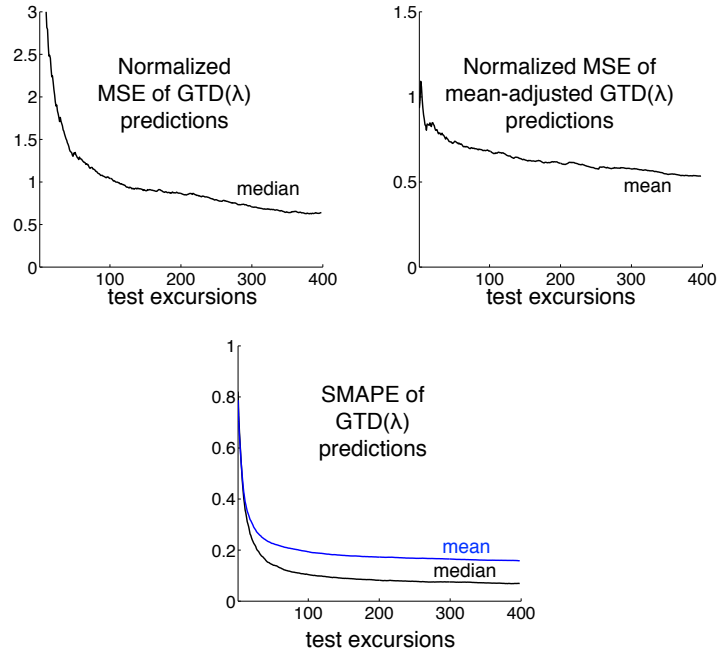 3
2.5
2
1.5
1
0.5
0
Normalized
MSE of GTD(λ)
predictions
median
100 200 300 400
test excursions
1.5
1
0.5
0
Normalized MSE of
mean-adjusted GTD(λ)
predictions
mean
100 200 300 400
test excursions
1
0.8
0.6
0.4
0.2
0
SMAPE of
GTD(λ)
predictions
mean
median
100 200 300 400
test excursions